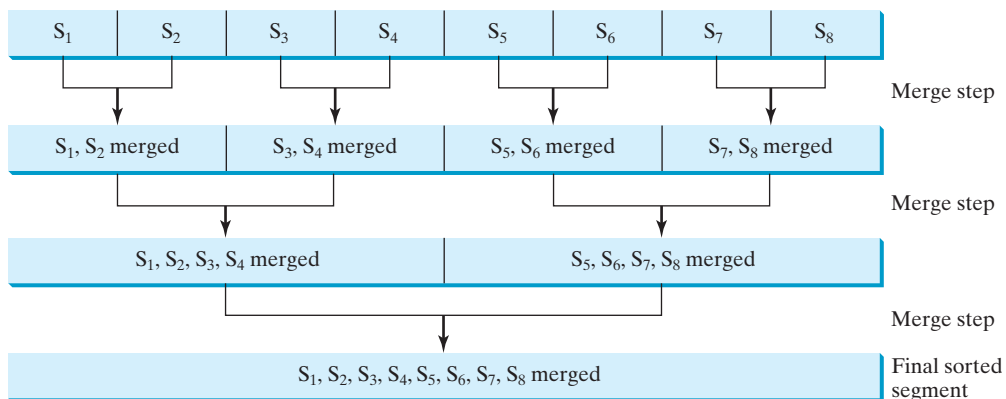 S₁ S₂ S₃ S₄ S₅ S₆ S₇ S₈
Merge step
S₁, S₂ merged S₃, S₄ merged S₅, S₆ merged S₇, S₈ merged
Merge step
S₁, S₂, S₃, S₄ merged S₅, S₆, S₇, S₈ merged
Merge step
S₁, S₂, S₃, S₄, S₅, S₆, S₇, S₈ merged
Final sorted
segment